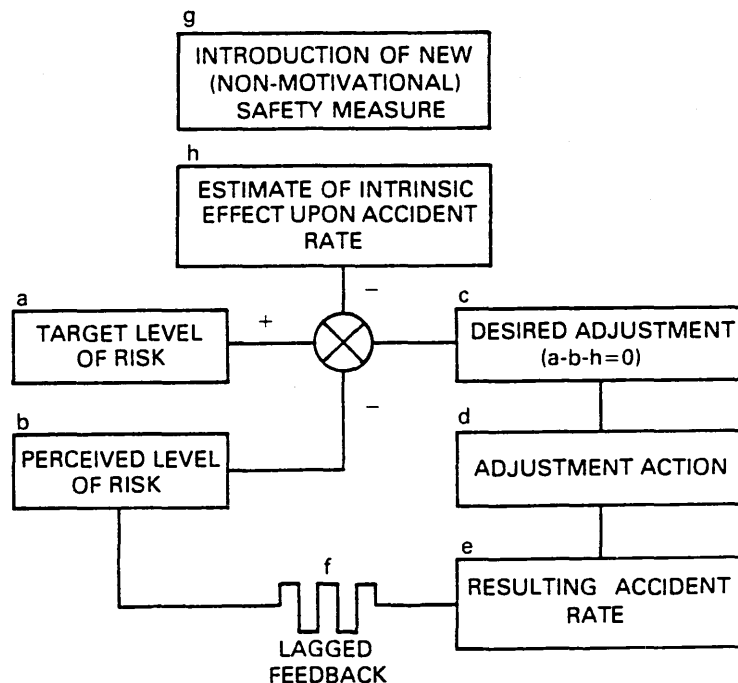 g
INTRODUCTION OF NEW
(NON-MOTIVATIONAL)
SAFETY MEASURE
h
ESTIMATE OF INTRINSIC
EFFECT UPON ACCIDENT
RATE
−
a
+
TARGET LEVEL
OF RISK
c
DESIRED ADJUSTMENT
(a-b-h=0)
−
b
PERCEIVED LEVEL
OF RISK
d
ADJUSTMENT ACTION
e
RESULTING ACCIDENT
RATE
f
LAGGED
FEEDBACK